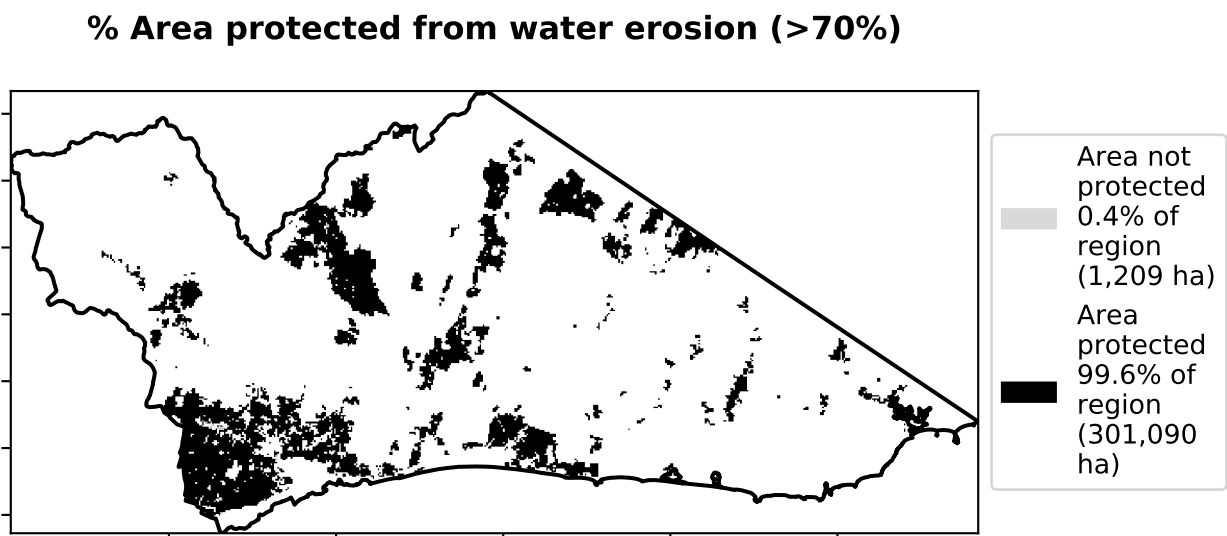 % Area protected from water erosion (>70%)
Area not
protected
0.4% of
region
(1,209 ha)
Area
protected
99.6% of
region
(301,090
ha)